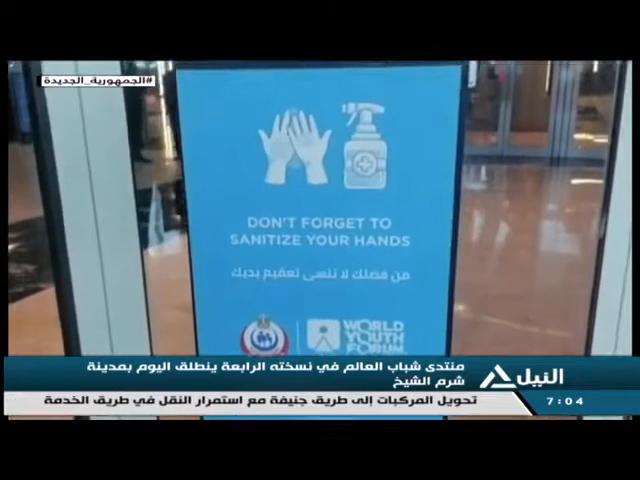 #الجمهورية_الجديدة
DON'T FORGET TO
SANITIZE YOUR HANDS
من فضلك لا تنسى تعقيم يديك
WORLD
YOUTH
FORUM
منتدى شباب العالم في نسخته الرابعة ينطلق اليوم بمدينة
شرم الشيخ
النيل
تحويل المركبات إلى طريق جنيفة مع استمرار النقل في طريق الخدمة
7:04